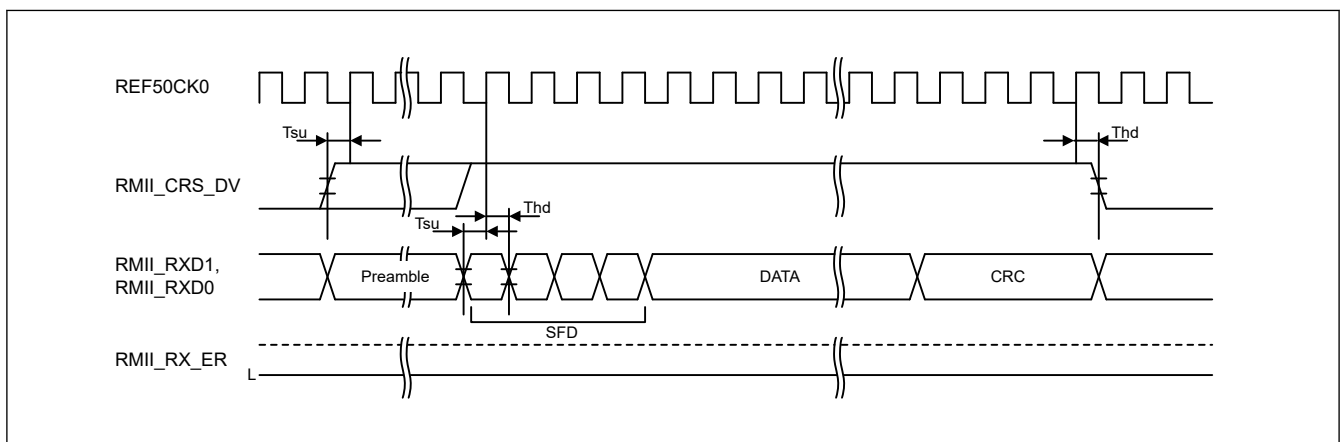 REF50CK0
Tsu
Thd
RMII_CRS_DV
Tsu
Thd
RMII_RXD1,
RMII_RXD0
Preamble
DATA
CRC
SFD
RMII_RX_ER
L